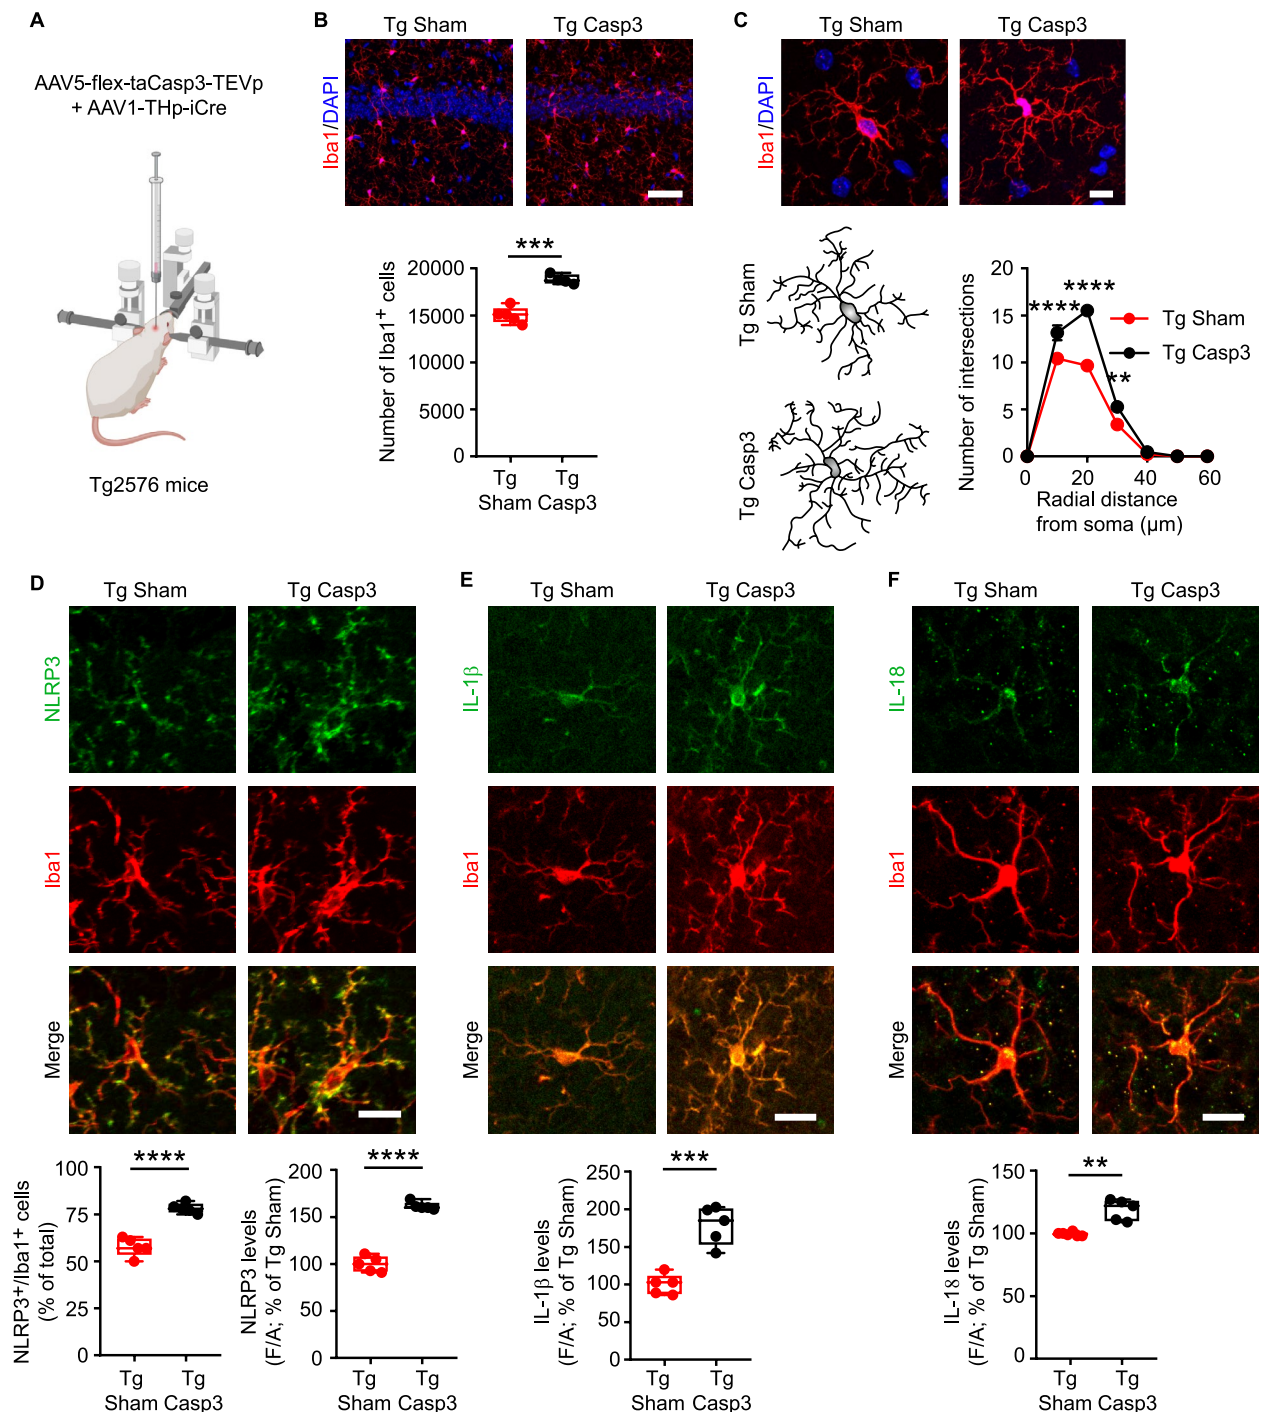 A
AAV5-flex-taCasp3-TEVp
+ AAV1-THp-iCre
Tg2576 mice
B
Tg Sham
Tg Casp3
Iba1/DAPI
***
Number of Iba1+ cells
20000
15000
10000
5000
0
Tg Tg
Sham Casp3
C
Tg Sham
Tg Casp3
Iba1/DAPI
Tg Sham
Tg Casp3
Number of intersections
20
15
10
5
0
****
****
**
Tg Sham
Tg Casp3
0 20 40 60
Radial distance
from soma (µm)
D
Tg Sham
Tg Casp3
NLRP3
Iba1
Merge
****
NLRP3+/Iba1+ cells
(% of total)
100
75
50
25
0
Tg Tg
Sham Casp3
****
NLRP3 levels
(F/A; % of Tg Sham)
200
150
100
50
0
Tg Tg
Sham Casp3
E
Tg Sham
Tg Casp3
IL-1β
Iba1
Merge
***
IL-1β levels
(F/A; % of Tg Sham)
250
200
150
100
50
0
Tg Tg
Sham Casp3
F
Tg Sham
Tg Casp3
IL-18
Iba1
Merge
**
IL-18 levels
(F/A; % of Tg Sham)
150
100
50
0
Tg Tg
Sham Casp3